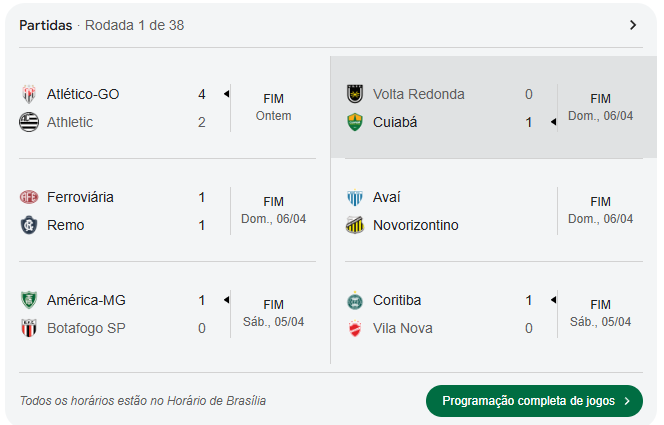 Partidas · Rodada 1 de 38
Atlético-GO 4
Athletic 2
FIM
Ontem
Volta Redonda 0
Cuiabá 1
FIM
Dom., 06/04
Ferroviária 1
Remo 1
FIM
Dom., 06/04
Avaí
Novorizontino
FIM
Dom., 06/04
América-MG 1
Botafogo SP 0
FIM
Sáb., 05/04
Coritiba 1
Vila Nova 0
FIM
Sáb., 05/04
Todos os horários estão no Horário de Brasília
Programação completa de jogos